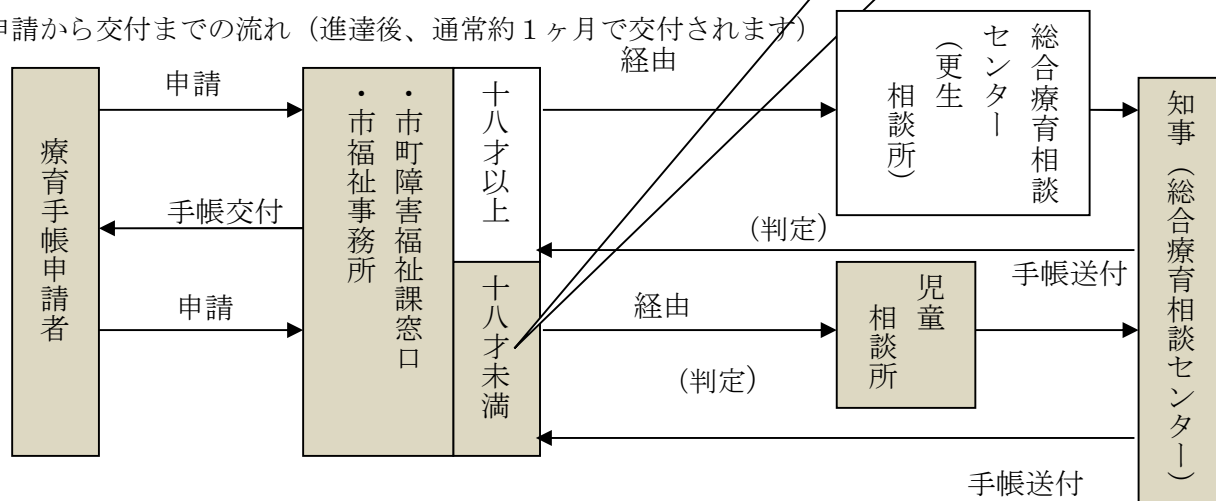 申請から交付までの流れ（進達後、通常約１ヶ月で交付されます）
療育手帳申請者
申請
手帳交付
申請
・市町障害福祉課窓口
・市福祉事務所
十八才以上
十八才未満
経由
総合療育相談
センター
（更生
相談所）
(判定)
手帳送付
経由
児童
相談所
(判定)
手帳送付
知事（総合療育相談センター）